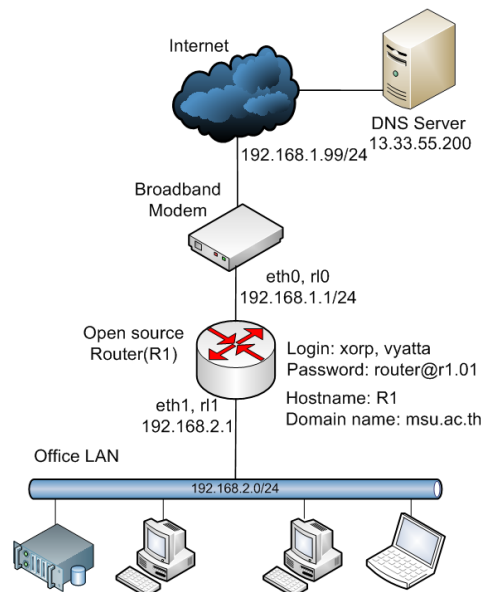 Internet
DNS Server
13.33.55.200
192.168.1.99/24
Broadband
Modem
eth0, rl0
192.168.1.1/24
Open source
Router(R1)
Login: xorp, vyatta
Password: router@r1.01
Hostname: R1
Domain name: msu.ac.th
eth1, rl1
192.168.2.1
Office LAN
192.168.2.0/24